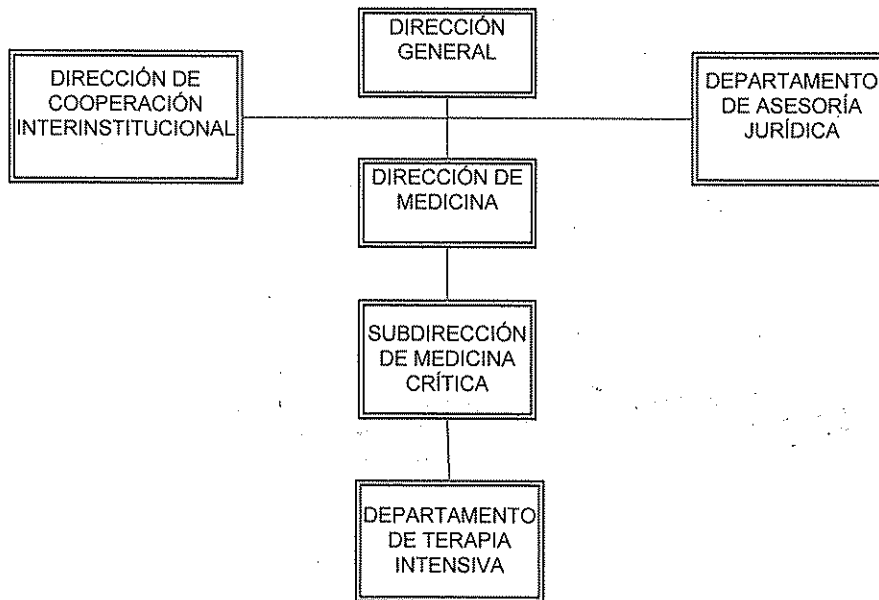 DIRECCIÓN
GENERAL
DIRECCIÓN DE
COOPERACIÓN
INTERINSTITUCIONAL
DEPARTAMENTO
DE ASESORÍA
JURÍDICA
DIRECCIÓN DE
MEDICINA
SUBDIRECCIÓN
DE MEDICINA
CRÍTICA
DEPARTAMENTO
DE TERAPIA
INTENSIVA